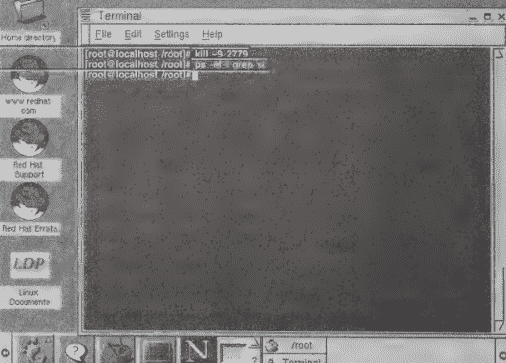 Terminal
File Edit Settings Help
[root@localhost /root]# kill -9 2779
[root@localhost /root]# ps -ef | grep vi
[root@localhost /root]#
Home directory
www.redhat.
com
Red Hat
Support
Red Hat Errata
LDP
Linux
Documents
N
?
/root
Terminal